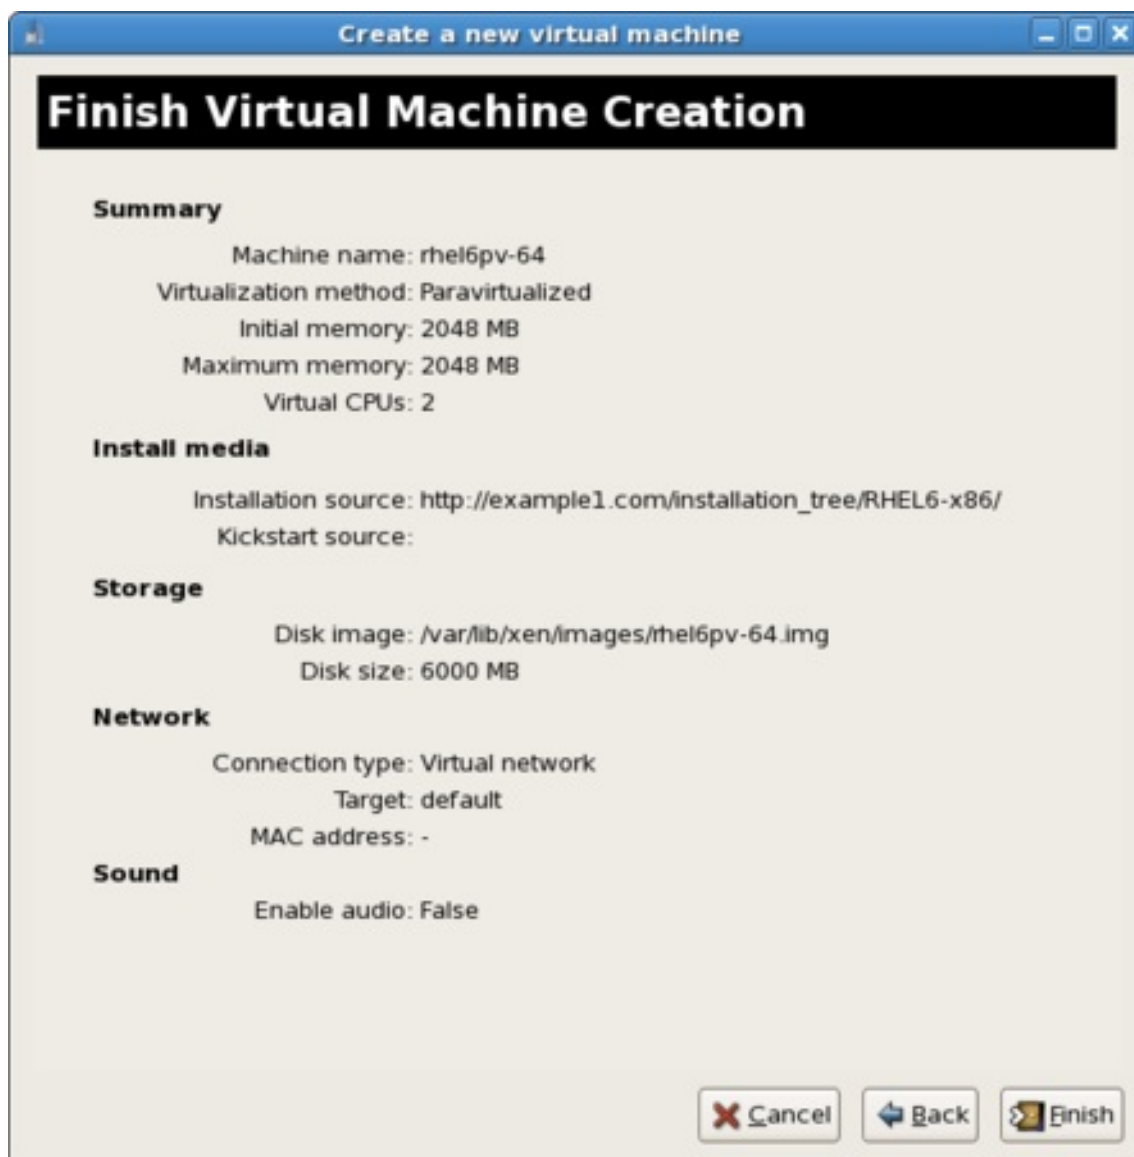 Create a new virtual machine
Finish Virtual Machine Creation
Summary
Machine name: rhel6pv-64
Virtualization method: Paravirtualized
Initial memory: 2048 MB
Maximum memory: 2048 MB
Virtual CPUs: 2
Install media
Installation source: http://example1.com/installation_tree/RHEL6-x86/
Kickstart source:
Storage
Disk image: /var/lib/xen/images/rhel6pv-64.img
Disk size: 6000 MB
Network
Connection type: Virtual network
Target: default
MAC address: -
Sound
Enable audio: False
Cancel Back Finish